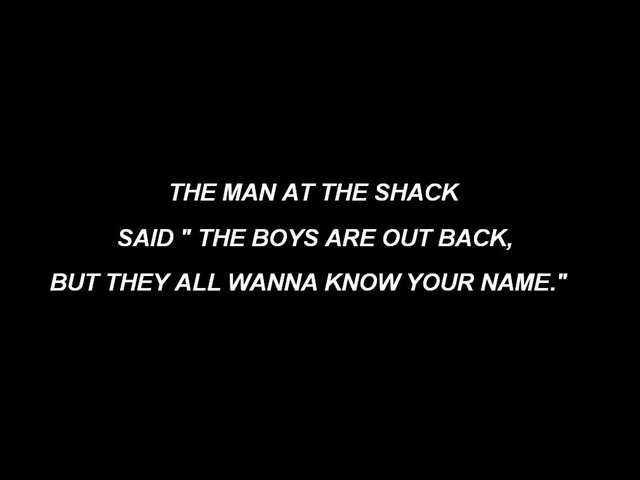 THE MAN AT THE SHACK
SAID " THE BOYS ARE OUT BACK,
BUT THEY ALL WANNA KNOW YOUR NAME."